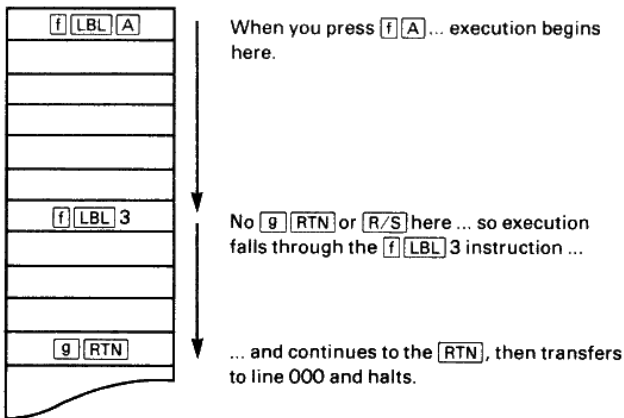 f LBL A
When you press f A ... execution begins
here.
f LBL 3
No g RTN or R/S here ... so execution
falls through the f LBL 3 instruction ...
g RTN
... and continues to the RTN, then transfers
to line 000 and halts.